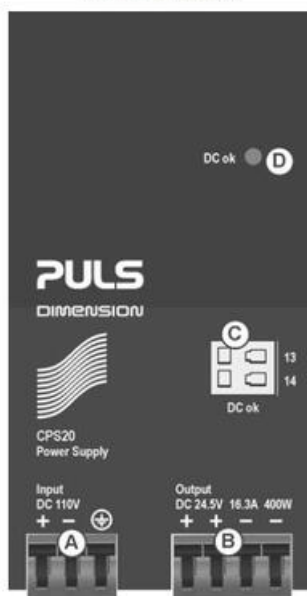 DC ok
D
PULS
DIMENSION
C
13
14
DC ok
CPS20
Power Supply
Input
DC 110V
+ −
A
Output
DC 24.5V 16.3A 400W
+ + − −
B